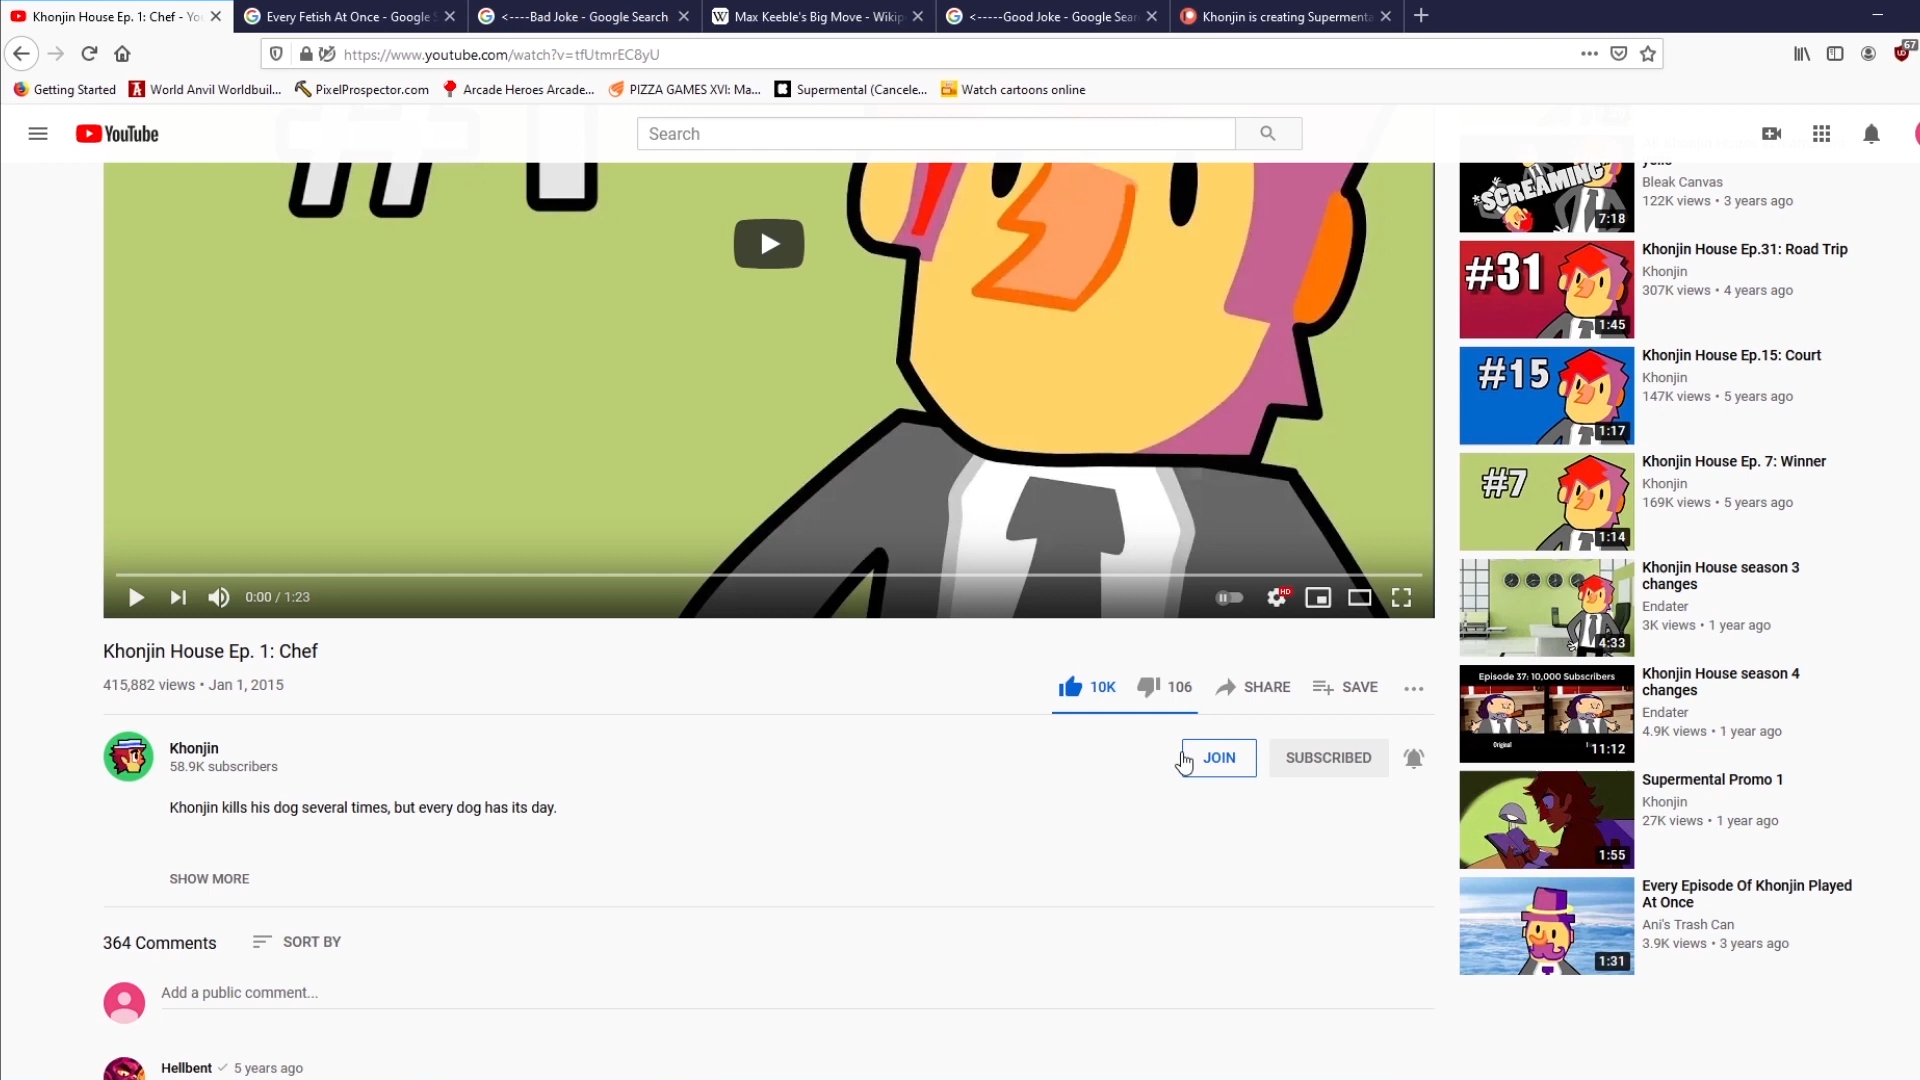 Khonjin House Ep. 1: Chef - Yo
Every Fetish At Once - Google S
<----Bad Joke - Google Search
Max Keeble's Big Move - Wikip
<-----Good Joke - Google Sear
Khonjin is creating Supermenta
https://www.youtube.com/watch?v=tfUtmrEC8yU
67
Getting Started
World Anvil Worldbuil...
PixelProspector.com
Arcade Heroes Arcade...
PIZZA GAMES XVI: Ma...
Supermental (Cancele...
Watch cartoons online
YouTube
Search
0:00 / 1:23
HD
Khonjin House Ep. 1: Chef
415,882 views • Jan 1, 2015
10K
106
SHARE
SAVE
Khonjin
58.9K subscribers
JOIN
SUBSCRIBED
Khonjin kills his dog several times, but every dog has its day.
SHOW MORE
364 Comments
SORT BY
Add a public comment...
Hellbent
5 years ago
*SCREAMING*
7:18
Bleak Canvas
122K views • 3 years ago
#31
1:45
Khonjin House Ep.31: Road Trip
Khonjin
307K views • 4 years ago
#15
1:17
Khonjin House Ep.15: Court
Khonjin
147K views • 5 years ago
#7
1:14
Khonjin House Ep. 7: Winner
Khonjin
169K views • 5 years ago
4:33
Khonjin House season 3
changes
Endater
3K views • 1 year ago
Episode 37: 10,000 Subscribers
Original
11:12
Khonjin House season 4
changes
Endater
4.9K views • 1 year ago
1:55
Supermental Promo 1
Khonjin
27K views • 1 year ago
1:31
Every Episode Of Khonjin Played
At Once
Ani's Trash Can
3.9K views • 3 years ago